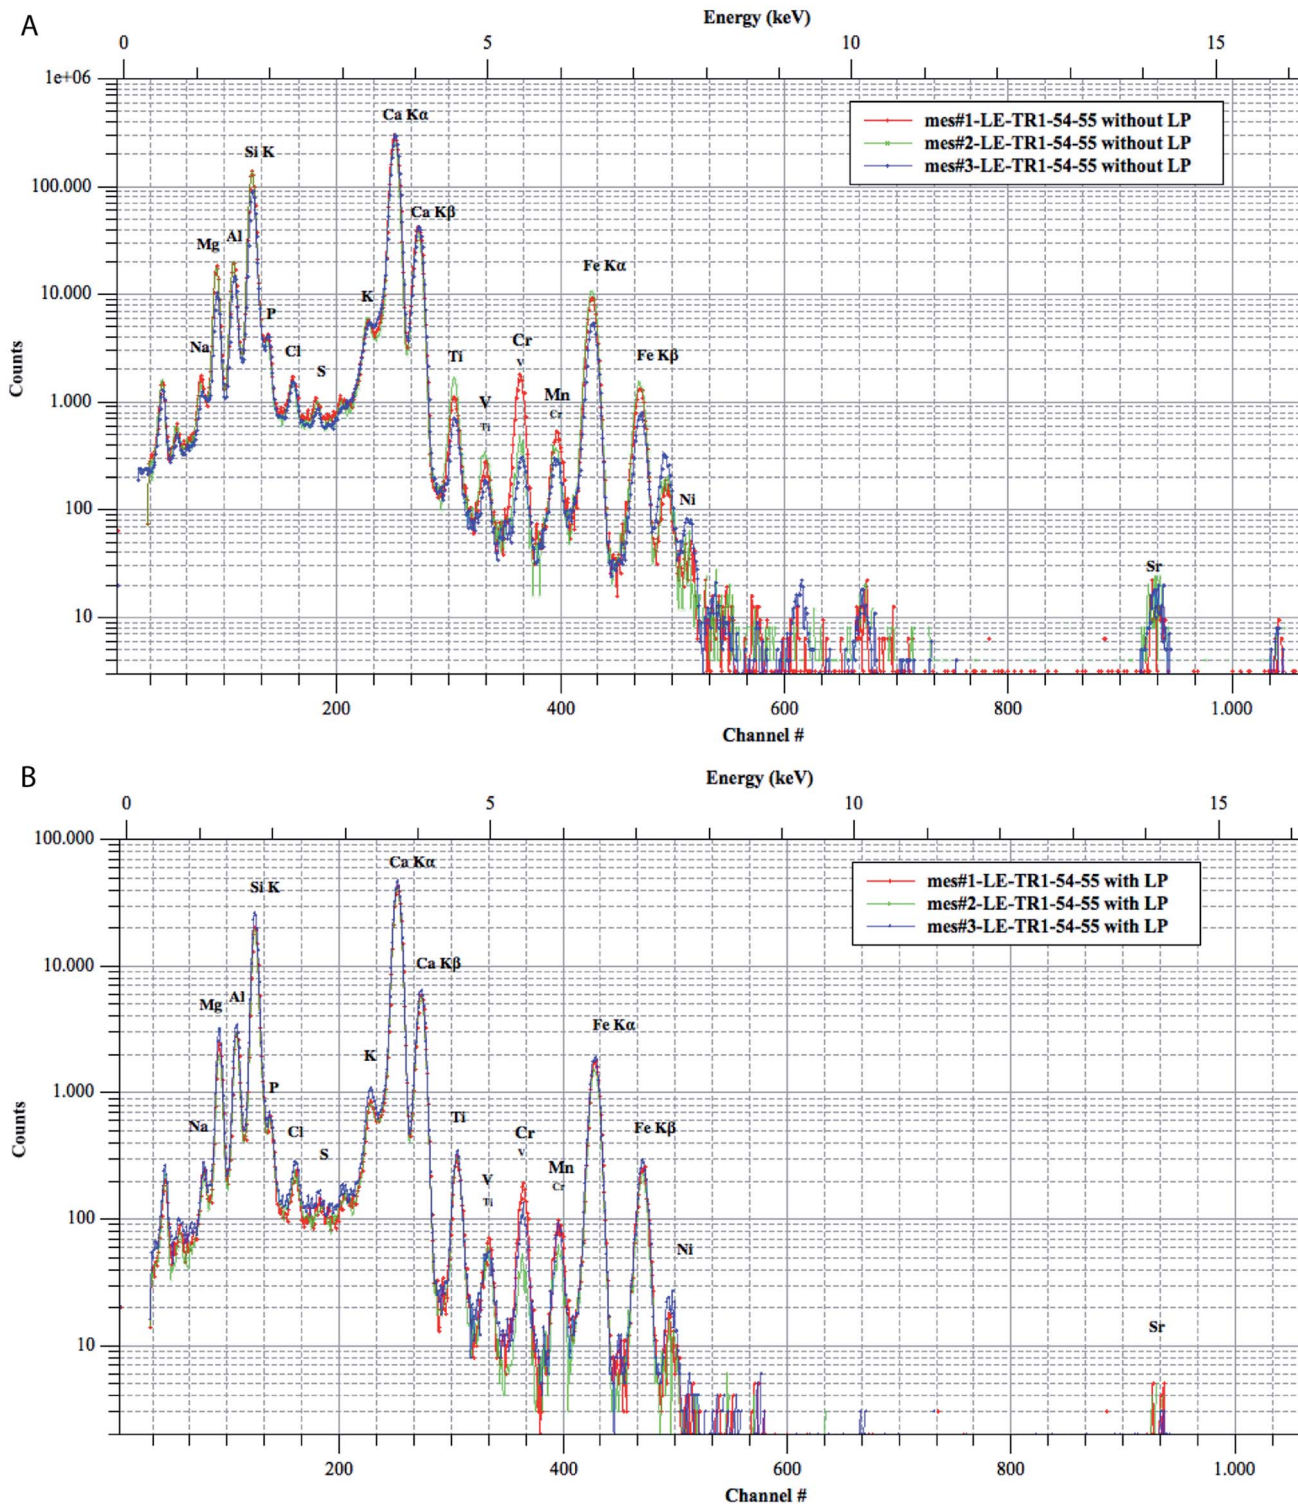 A
Energy (keV)
0 5 10 15
1e+06
mes#1-LE-TR1-54-55 without LP
mes#2-LE-TR1-54-55 without LP
mes#3-LE-TR1-54-55 without LP
Ca Kα
Si K
100.000
Ca Kβ
Mg Al
Fe Kα
10.000
K
P
Na
Cl
S
Ti
Cr
V
Fe Kβ
Mn
Cr
V
Ti
1.000
Counts
Ni
100
Sr
10
200 400 600 800 1.000
Channel #
B
Energy (keV)
0 5 10 15
100.000
Ca Kα
Si K
mes#1-LE-TR1-54-55 with LP
mes#2-LE-TR1-54-55 with LP
mes#3-LE-TR1-54-55 with LP
10.000
Ca Kβ
Mg Al
Fe Kα
K
P
1.000
Ti
Na
Cl
S
Cr
V
Fe Kβ
Mn
Cr
V
Ti
Counts
100
Ni
Sr
10
200 400 600 800 1.000
Channel #